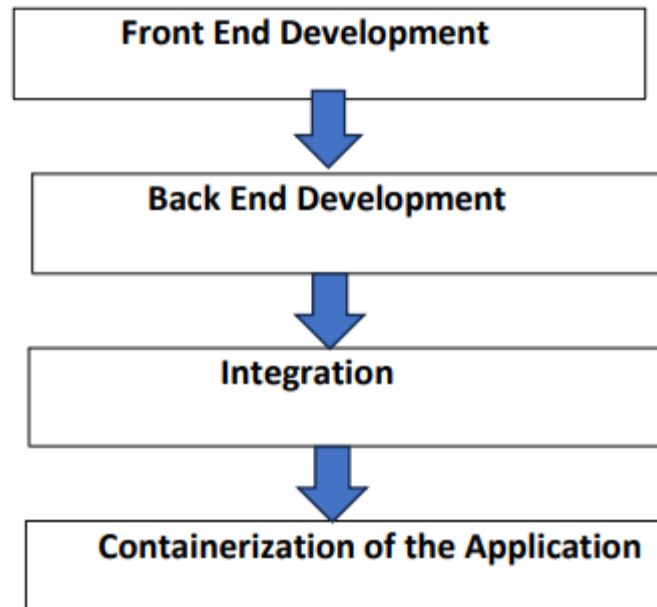 Front End Development
Back End Development
Integration
Containerization of the Application